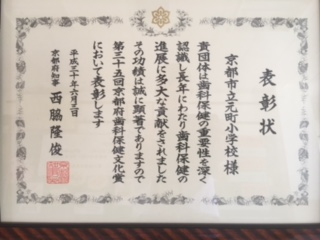 表彰状
京都市立元町小学校様
貴団体は歯科保健の重要性を深く
認識し長年にわたり歯科保健の
進展に多大な貢献をされました
その功績は誠に顕著でありますので
第三十五回京都府歯科保健文化賞
において表彰します
平成三十年六月三日
京都府知事 西脇隆俊